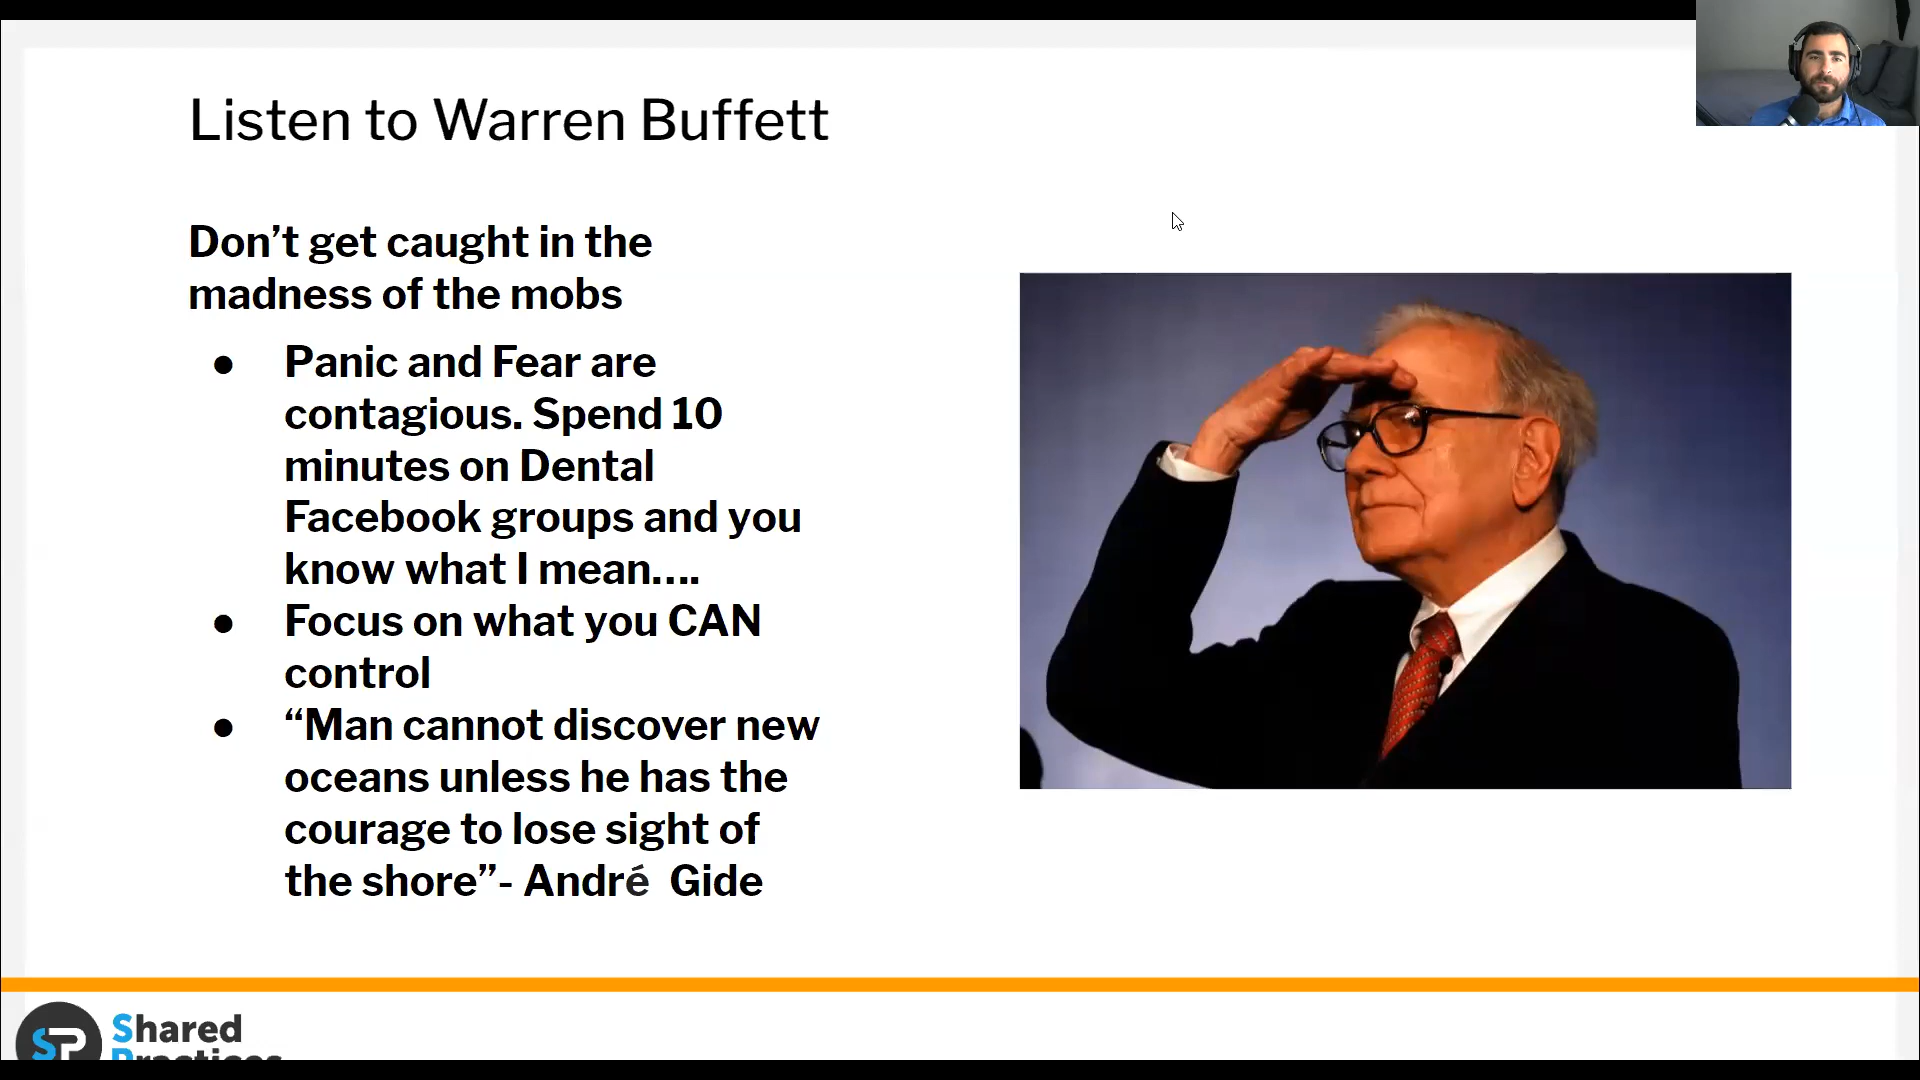 Listen to Warren Buffett
Don’t get caught in the
madness of the mobs
● Panic and Fear are
contagious. Spend 10
minutes on Dental
Facebook groups and you
know what I mean....
● Focus on what you CAN
control
● “Man cannot discover new
oceans unless he has the
courage to lose sight of
the shore”- André Gide
SP
Shared
Practices